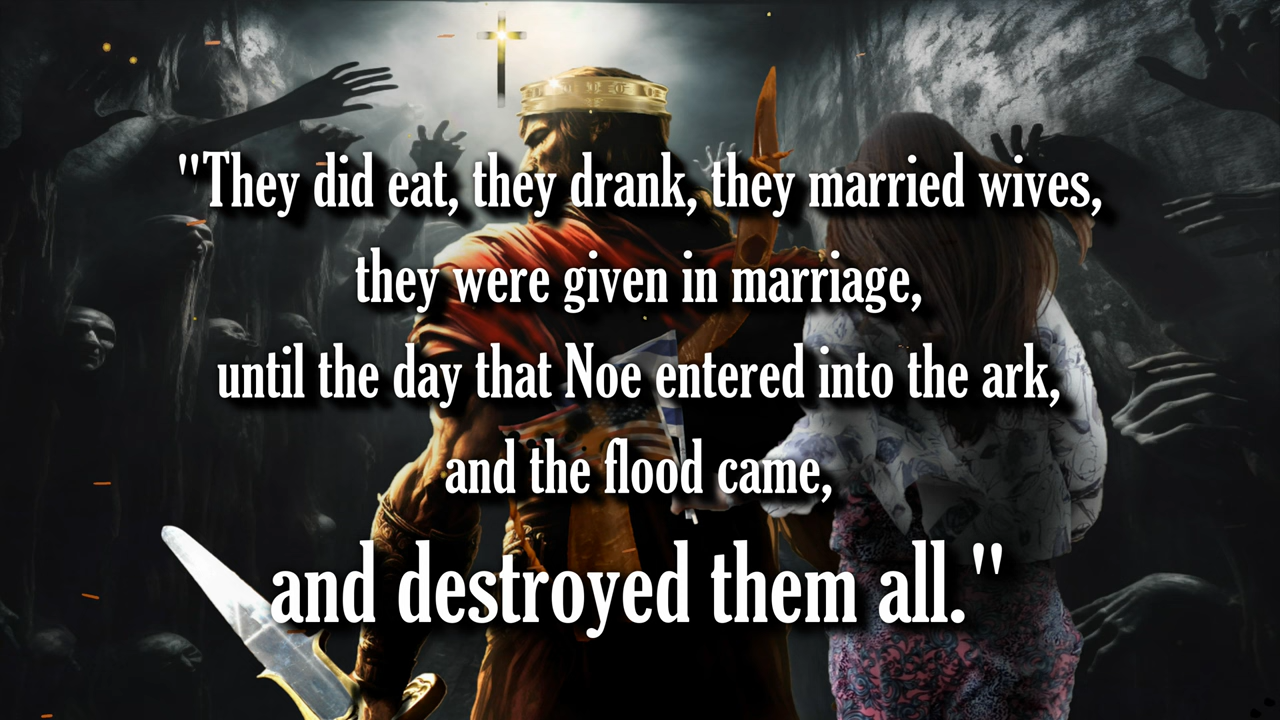 "They did eat, they drank, they married wives,
they were given in marriage,
until the day that Noe entered into the ark,
and the flood came,
and destroyed them all."